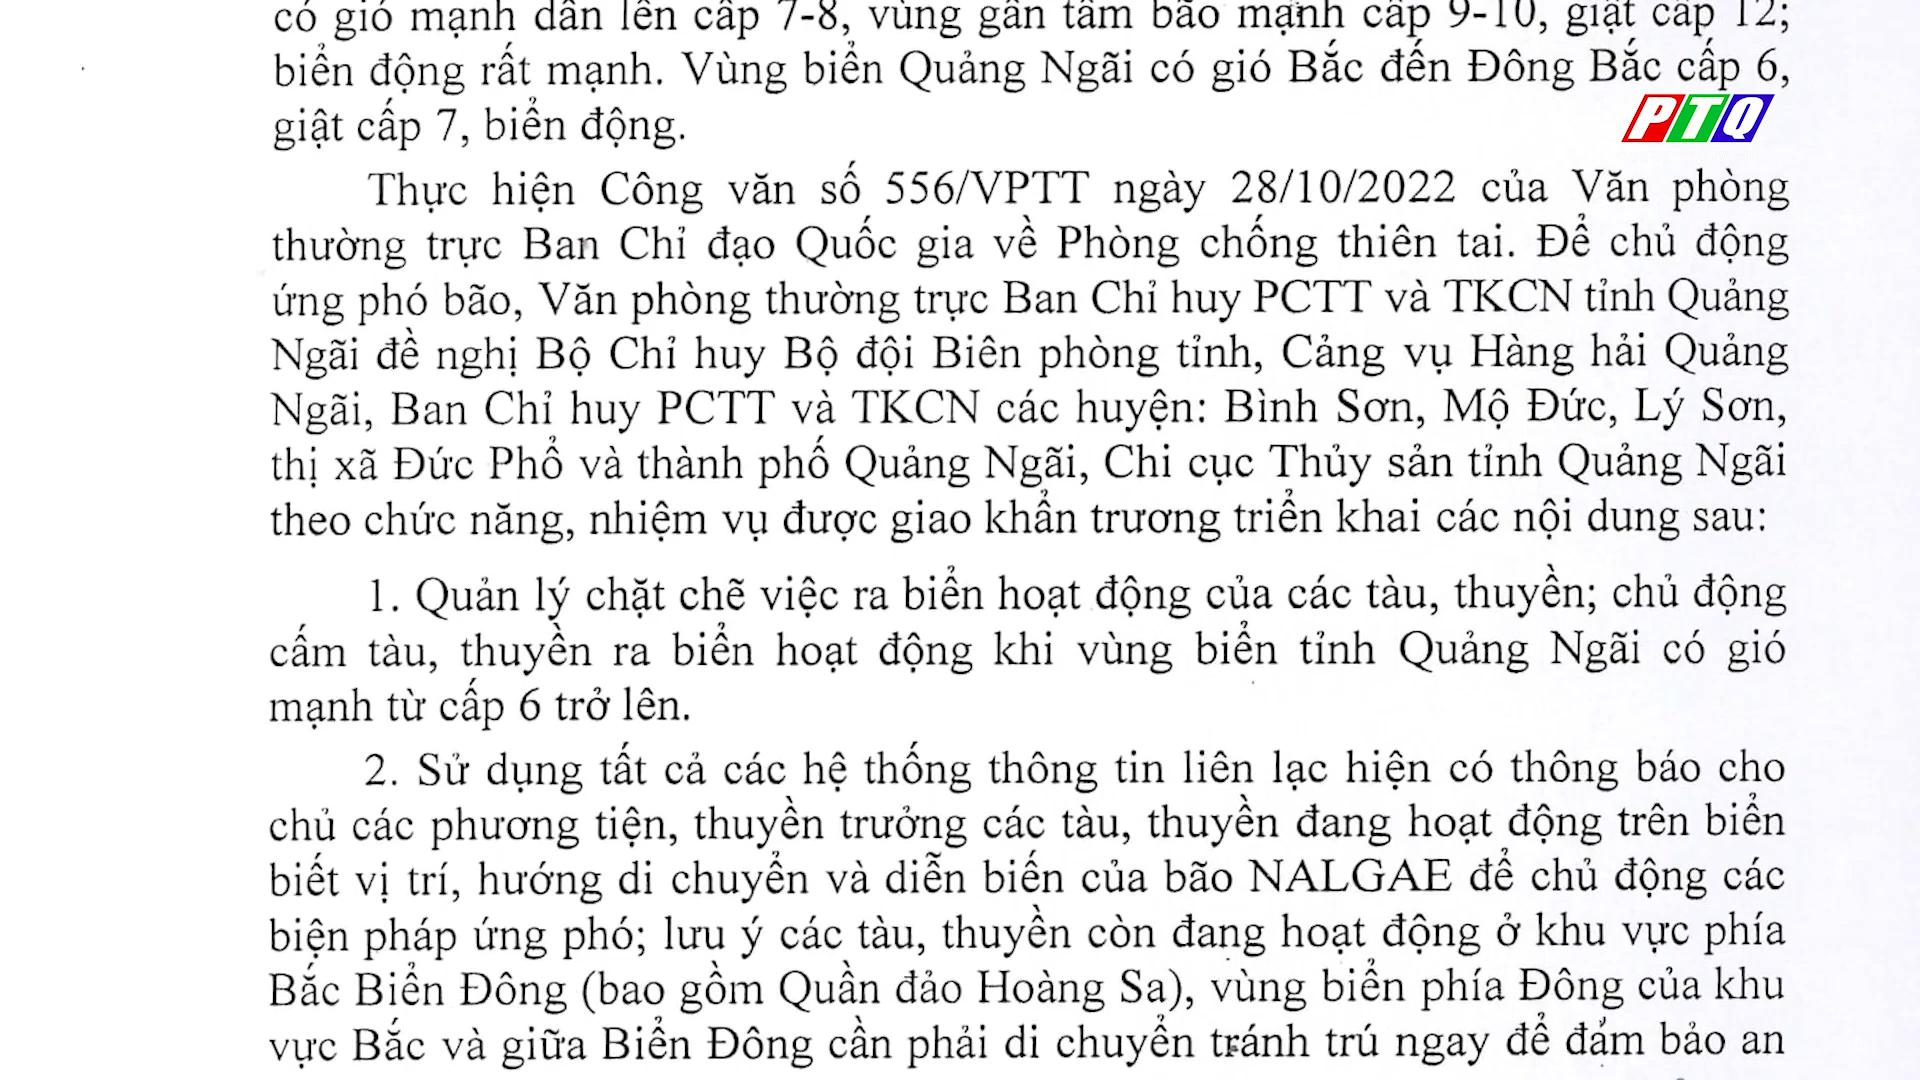 có gió mạnh dần lên cấp 7-8, vùng gần tâm bão mạnh cấp 9-10, giật cấp 12;
biển động rất mạnh. Vùng biển Quảng Ngãi có gió Bắc đến Đông Bắc cấp 6,
PTQ
giật cấp 7, biển động.
Thực hiện Công văn số 556/VPTT ngày 28/10/2022 của Văn phòng
thường trực Ban Chỉ đạo Quốc gia về Phòng chống thiên tai. Để chủ động
ứng phó bão, Văn phòng thường trực Ban Chỉ huy PCTT và TKCN tỉnh Quảng
Ngãi đề nghị Bộ Chỉ huy Bộ đội Biên phòng tỉnh, Cảng vụ Hàng hải Quảng
Ngãi, Ban Chỉ huy PCTT và TKCN các huyện: Bình Sơn, Mộ Đức, Lý Sơn,
thị xã Đức Phổ và thành phố Quảng Ngãi, Chi cục Thủy sản tỉnh Quảng Ngãi
theo chức năng, nhiệm vụ được giao khẩn trương triển khai các nội dung sau:
1. Quản lý chặt chẽ việc ra biển hoạt động của các tàu, thuyền; chủ động
cấm tàu, thuyền ra biển hoạt động khi vùng biển tỉnh Quảng Ngãi có gió
mạnh từ cấp 6 trở lên.
2. Sử dụng tất cả các hệ thống thông tin liên lạc hiện có thông báo cho
chủ các phương tiện, thuyền trưởng các tàu, thuyền đang hoạt động trên biển
biết vị trí, hướng di chuyển và diễn biến của bão NALGAE để chủ động các
biện pháp ứng phó; lưu ý các tàu, thuyền còn đang hoạt động ở khu vực phía
Bắc Biển Đông (bao gồm Quần đảo Hoàng Sa), vùng biển phía Đông của khu
vực Bắc và giữa Biển Đông cần phải di chuyển tránh trú ngay để đảm bảo an